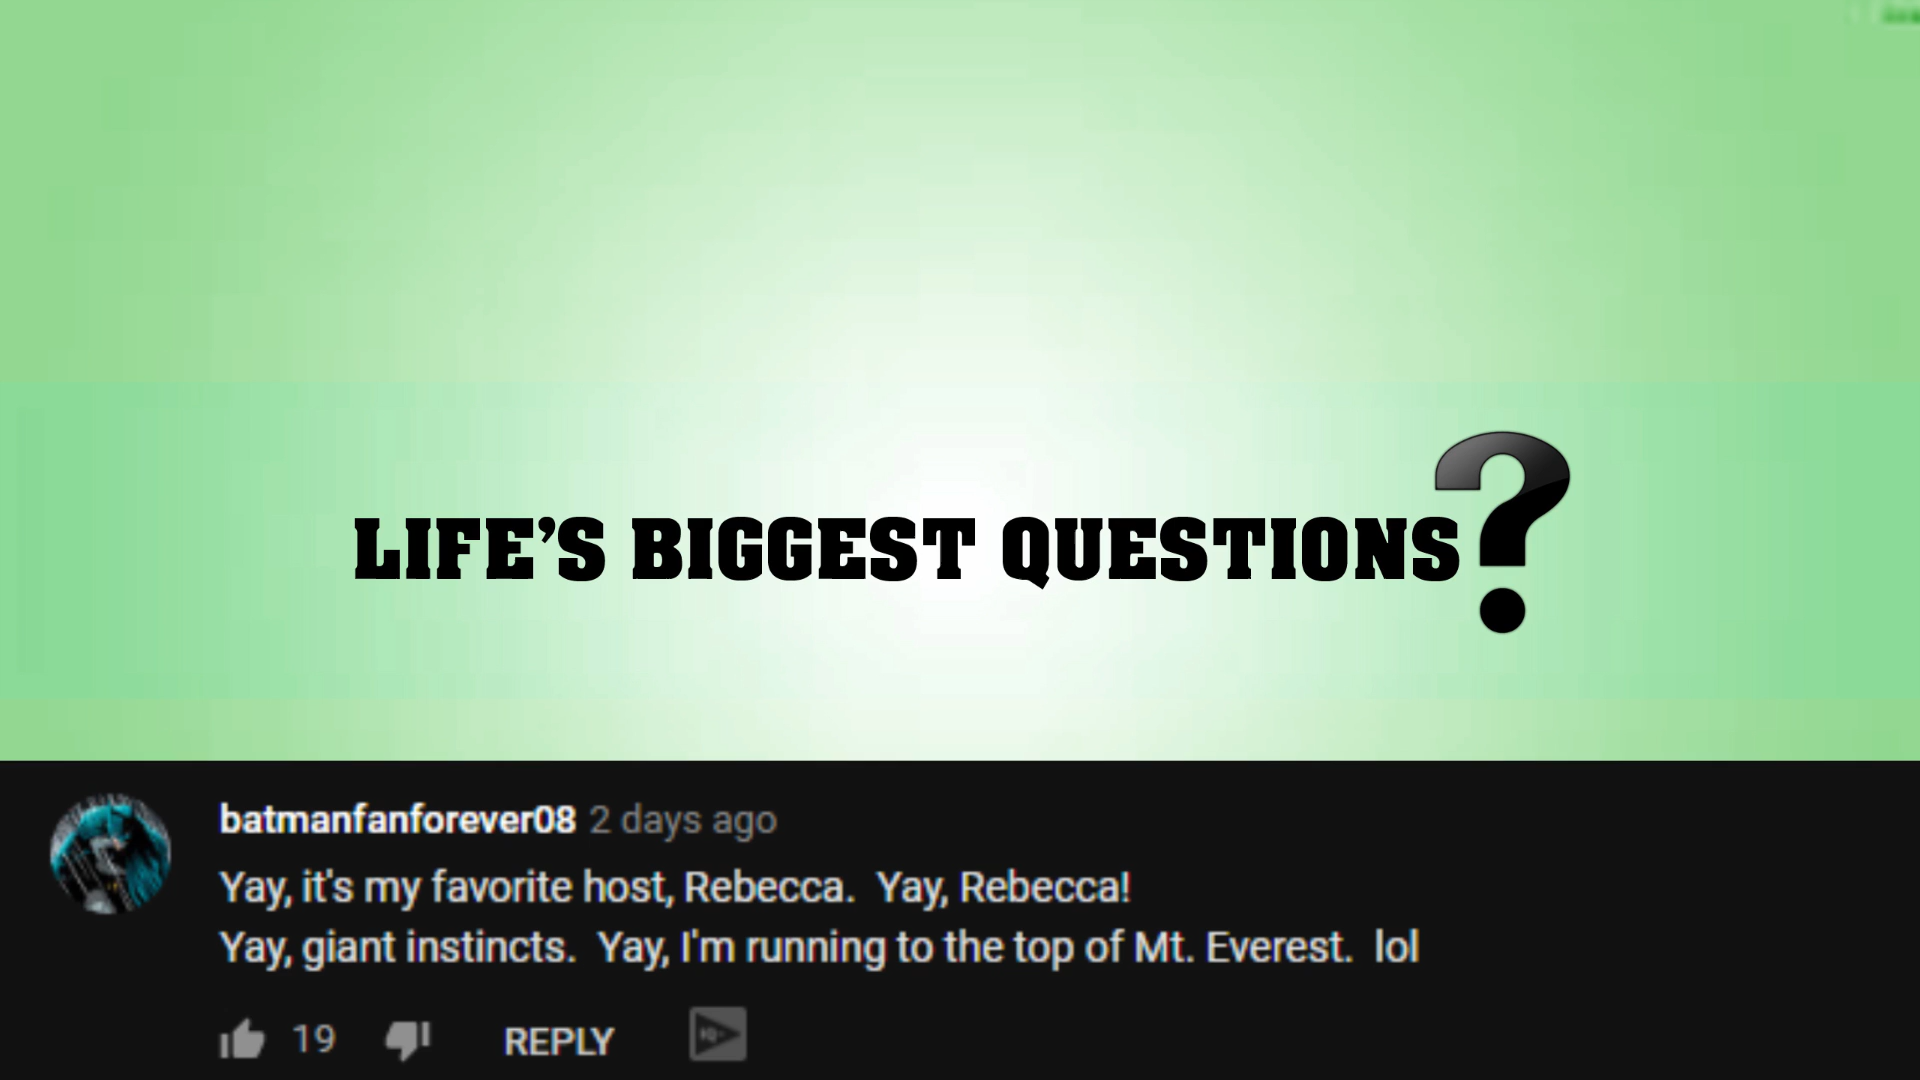 LIFE'S BIGGEST QUESTIONS?
batmanfanforever08 2 days ago
Yay, it's my favorite host, Rebecca.  Yay, Rebecca!
Yay, giant instincts.  Yay, I'm running to the top of Mt. Everest.  lol
19 REPLY